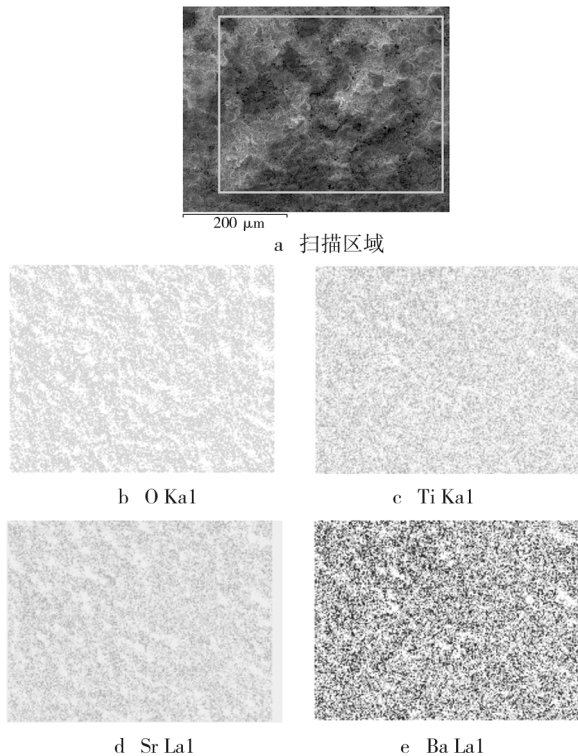 200 μm
a 扫描区域
b O Ka1
c Ti Ka1
d Sr La1
e Ba La1